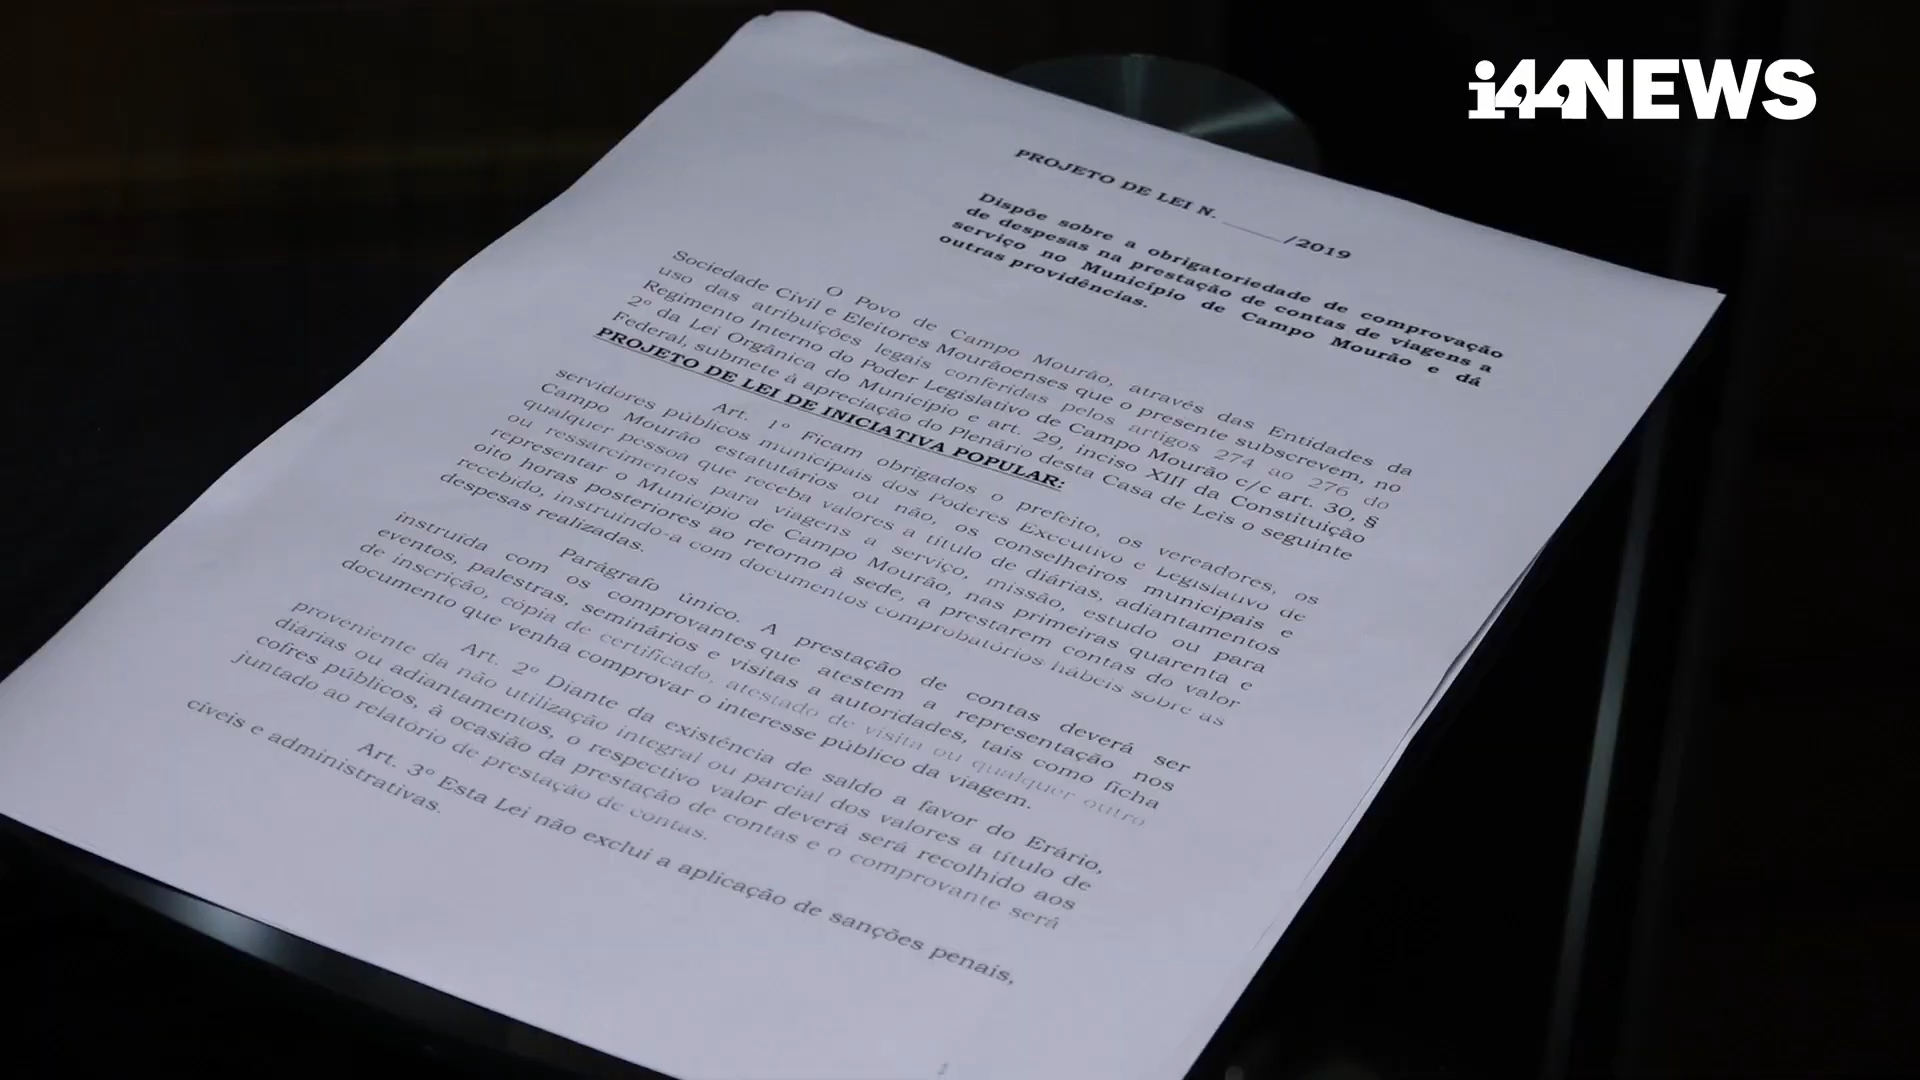 i44NEWS
PROJETO DE LEI N. ______/2019
Dispõe sobre a obrigatoriedade de comprovação
de despesas na prestação de contas de viagens a
serviço no Município de Campo Mourão e dá
outras providências.
O Povo de Campo Mourão, através das Entidades da
Sociedade Civil e Eleitores Mourãoenses que o presente subscrevem, no
uso das atribuições legais conferidas pelos artigos 274 ao 276 do
Regimento Interno do Poder Legislativo de Campo Mourão c/c art. 30, §
2º da Lei Orgânica do Município e art. 29, inciso XIII da Constituição
Federal, submete à apreciação do Plenário desta Casa de Leis o seguinte
PROJETO DE LEI DE INICIATIVA POPULAR:
Art. 1º Ficam obrigados o prefeito, os vereadores, os
servidores públicos municipais dos Poderes Executivo e Legislativo de
Campo Mourão estatutários ou não, os conselheiros municipais e
qualquer pessoa que receba valores a título de diárias, adiantamentos
ou ressarcimentos para viagens a serviço, missão, estudo ou para
representar o Município de Campo Mourão, nas primeiras quarenta e
oito horas posteriores ao retorno à sede, a prestarem contas do valor
recebido, instruindo-a com documentos comprobatórios hábeis sobre as
despesas realizadas.
Parágrafo único. A prestação de contas deverá ser
instruída com os comprovantes que atestem a representação nos
eventos, palestras, seminários e visitas a autoridades, tais como ficha
de inscrição, cópia de certificado, atestado de visita ou qualquer outro
documento que venha comprovar o interesse público da viagem.
Art. 2º Diante da existência de saldo a favor do Erário,
proveniente da não utilização integral ou parcial dos valores a título de
diárias ou adiantamentos, o respectivo valor deverá ser recolhido aos
cofres públicos, à ocasião da prestação de contas e o comprovante será
juntado ao relatório de prestação de contas.
Art. 3º Esta Lei não exclui a aplicação de sanções penais,
cíveis e administrativas.
1